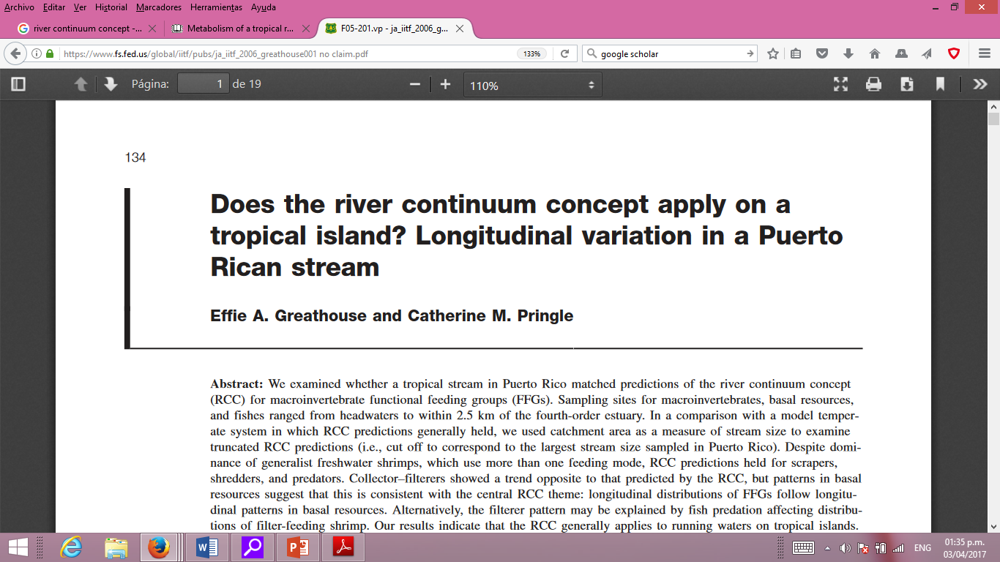 Archivo Editar Ver Historial Marcadores Herramientas Ayuda
river continuum concept -...
Metabolism of a tropical r...
F05-201.vp - ja_iitf_2006_g...
https://www.fs.fed.us/global/iitf/pubs/ja_iitf_2006_greathouse001 no claim.pdf
133%
google scholar
Página: 1 de 19
110%
134
Does the river continuum concept apply on a
tropical island? Longitudinal variation in a Puerto
Rican stream
Effie A. Greathouse and Catherine M. Pringle
Abstract: We examined whether a tropical stream in Puerto Rico matched predictions of the river continuum concept
(RCC) for macroinvertebrate functional feeding groups (FFGs). Sampling sites for macroinvertebrates, basal resources,
and fishes ranged from headwaters to within 2.5 km of the fourth-order estuary. In a comparison with a model temper-
ate system in which RCC predictions generally held, we used catchment area as a measure of stream size to examine
truncated RCC predictions (i.e., cut off to correspond to the largest stream size sampled in Puerto Rico). Despite domi-
nance of generalist freshwater shrimps, which use more than one feeding mode, RCC predictions held for scrapers,
shredders, and predators. Collector–filterers showed a trend opposite to that predicted by the RCC, but patterns in basal
resources suggest that this is consistent with the central RCC theme: longitudinal distributions of FFGs follow longitu-
dinal patterns in basal resources. Alternatively, the filterer pattern may be explained by fish predation affecting distribu-
tions of filter-feeding shrimp. Our results indicate that the RCC generally applies to running waters on tropical islands.
ENG
01:35 p.m.
03/04/2017